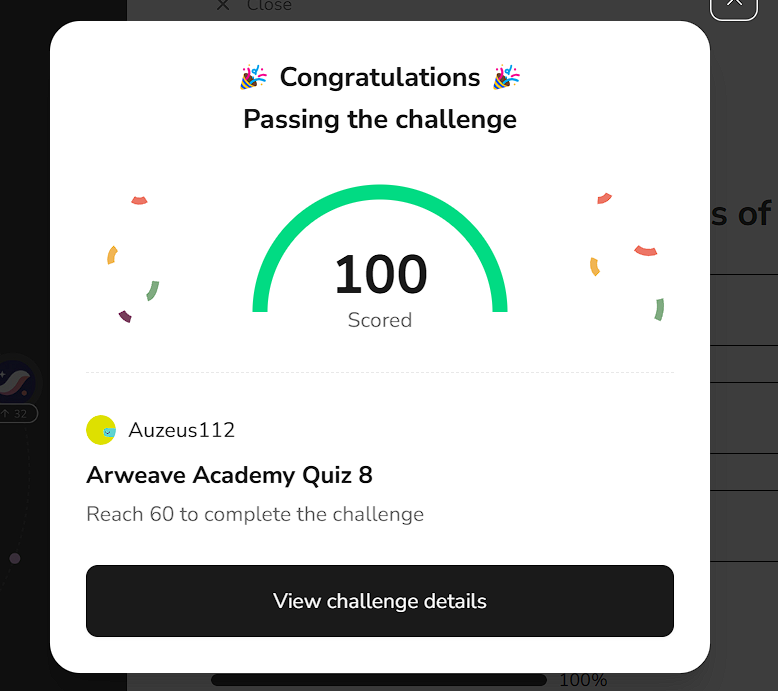 Close
Congratulations
Passing the challenge
s of
100
Scored
↑ 32
Auzeus112
Arweave Academy Quiz 8
Reach 60 to complete the challenge
View challenge details
100%